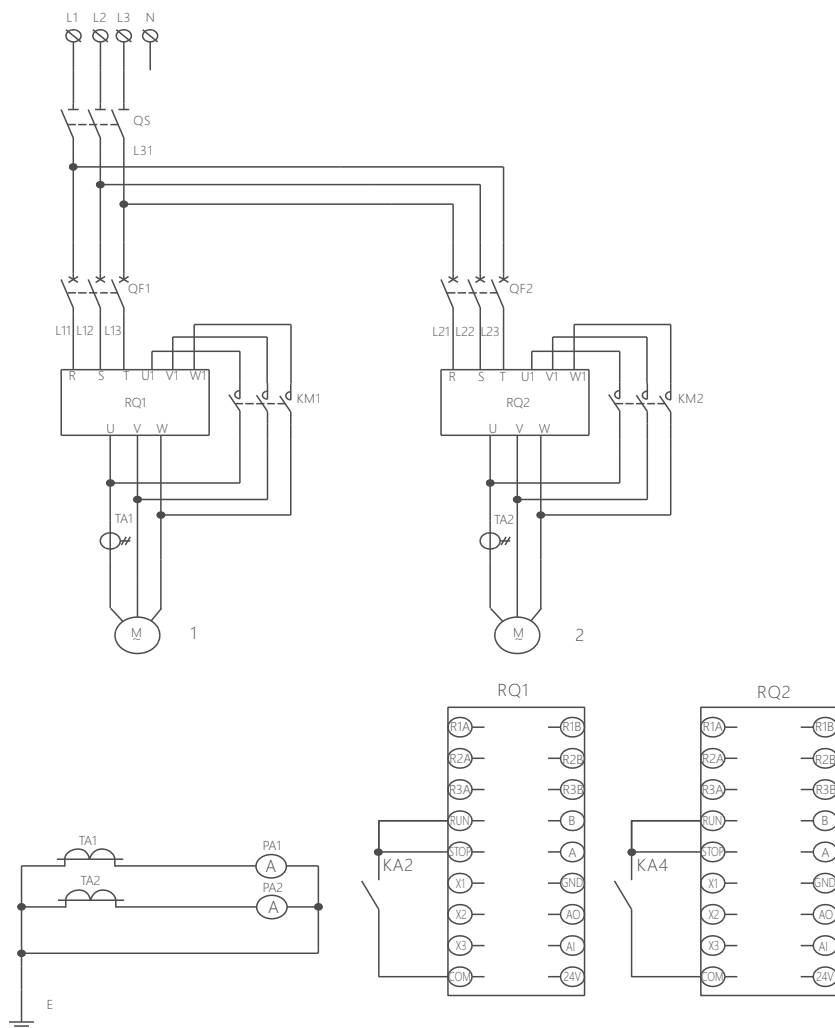 L1 L2 L3 N
QS
L31
QF1
QF2
L11 L12 L13
L21 L22 L23
R S T U1 V1 W1
R S T U1 V1 W1
RQ1
KM1
RQ2
KM2
U V W
U V W
TA1
TA2
M
~
1
M
~
2
RQ1
RQ2
R1A R1B
R1A R1B
R2A R2B
R2A R2B
R3A R3B
R3A R3B
RUN B
RUN B
STOP A
STOP A
KA2
KA4
X1 GND
X1 GND
X2 AO
X2 AO
X3 AI
X3 AI
COM 24V
COM 24V
TA1
PA1
A
TA2
PA2
A
E